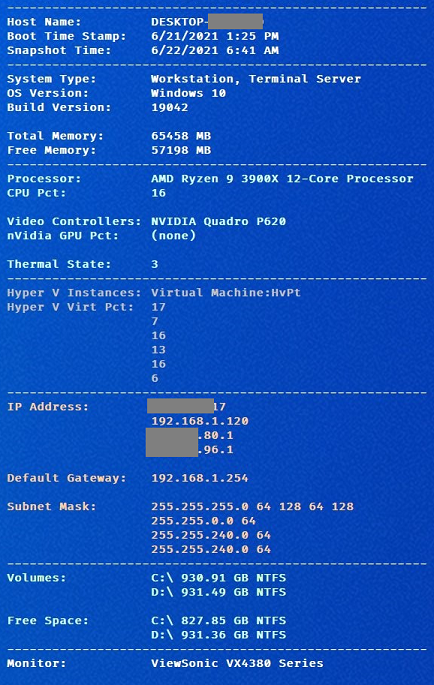 Host Name: DESKTOP-
Boot Time Stamp: 6/21/2021 1:25 PM
Snapshot Time: 6/22/2021 6:41 AM
System Type: Workstation, Terminal Server
OS Version: Windows 10
Build Version: 19042
Total Memory: 65458 MB
Free Memory: 57198 MB
Processor: AMD Ryzen 9 3900X 12-Core Processor
CPU Pct: 16
Video Controllers: NVIDIA Quadro P620
nVidia GPU Pct: (none)
Thermal State: 3
Hyper V Instances: Virtual Machine:HvPt
Hyper V Virt Pct: 17
7
16
13
16
6
IP Address: 17
192.168.1.120
.80.1
.96.1
Default Gateway: 192.168.1.254
Subnet Mask: 255.255.255.0 64 128 64 128
255.255.0.0 64
255.255.240.0 64
255.255.240.0 64
Volumes: C:\ 930.91 GB NTFS
D:\ 931.49 GB NTFS
Free Space: C:\ 827.85 GB NTFS
D:\ 931.36 GB NTFS
Monitor: ViewSonic VX4380 Series